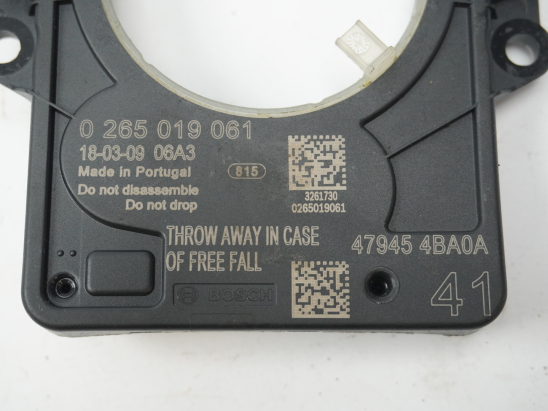 0 265 019 061
18-03-09 06A3
Made in Portugal
815
Do not disassemble
Do not drop
3261730
0265019061
THROW AWAY IN CASE
OF FREE FALL
47945 4BA0A
41
BOSCH